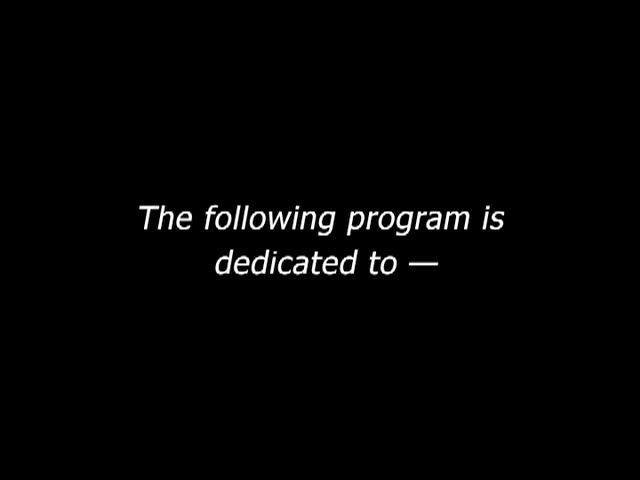 The following program is
dedicated to —